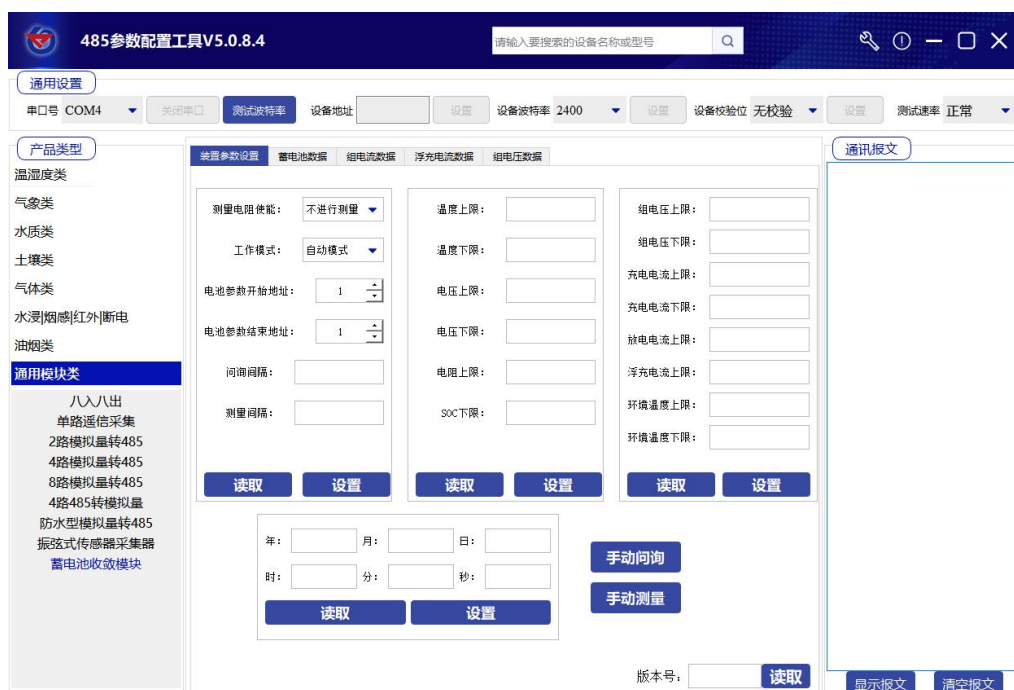 485参数配置工具V5.0.8.4
请输入要搜索的设备名称或型号
通用设置
串口号 COM4 关闭串口 测试波特率 设备地址 设置 设备波特率 2400 设置 设备校验位 无校验 设置 测试速率 正常
产品类型
温湿度类
气象类
水质类
土壤类
气体类
水浸|烟感|红外|断电
油烟类
通用模块类
八入八出
单路遥信采集
2路模拟量转485
4路模拟量转485
8路模拟量转485
4路485转模拟量
防水型模拟量转485
振弦式传感器采集器
蓄电池收敛模块
装置参数设置 蓄电池数据 组电流数据 浮充电流数据 组电压数据
测量电阻使能: 不进行测量
工作模式: 自动模式
电池参数开始地址: 1
电池参数结束地址: 1
问询间隔:
测量间隔:
读取 设置
温度上限:
温度下限:
电压上限:
电压下限:
电阻上限:
SOC下限:
读取 设置
组电压上限:
组电压下限:
充电电流上限:
充电电流下限:
放电电流上限:
浮充电流上限:
环境温度上限:
环境温度下限:
读取 设置
年: 月: 日:
时: 分: 秒:
读取 设置
手动问询
手动测量
版本号: 读取
通讯报文
显示报文 清空报文